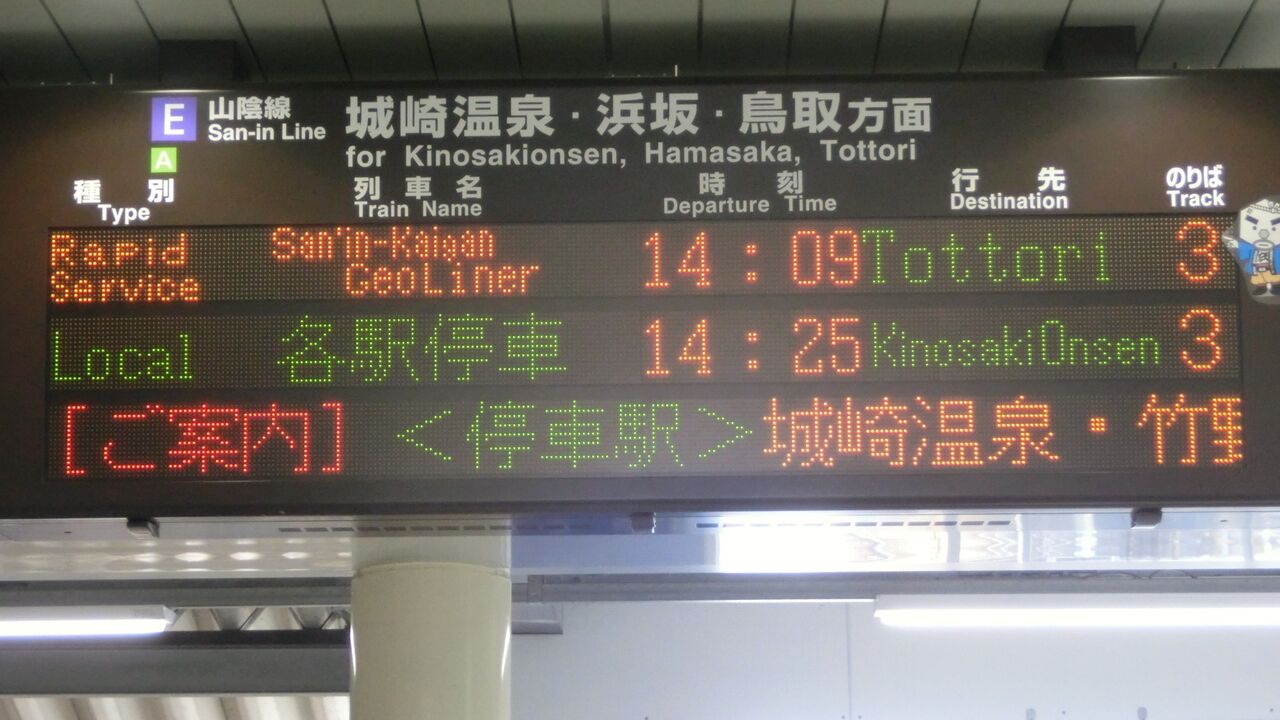 E 山陰線 城崎温泉・浜坂・鳥取方面
San-in Line
A for Kinosakionsen, Hamasaka, Tottori
種別 列車名 時刻 行先 のりば
Type Train Name Departure Time Destination Track
Rapid Service San'in-Kaigan GeoLiner 14:09 Tottori 3
Local 各駅停車 14:25 KinosakiOnsen 3
[ご案内] <停車駅> 城崎温泉・竹野